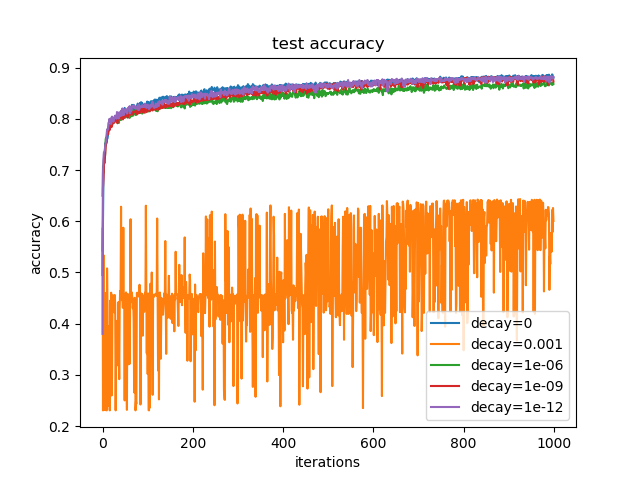 test accuracy
accuracy
0.9
0.8
0.7
0.6
0.5
0.4
0.3
0.2
decay=0
decay=0.001
decay=1e-06
decay=1e-09
decay=1e-12
0 200 400 600 800 1000
iterations